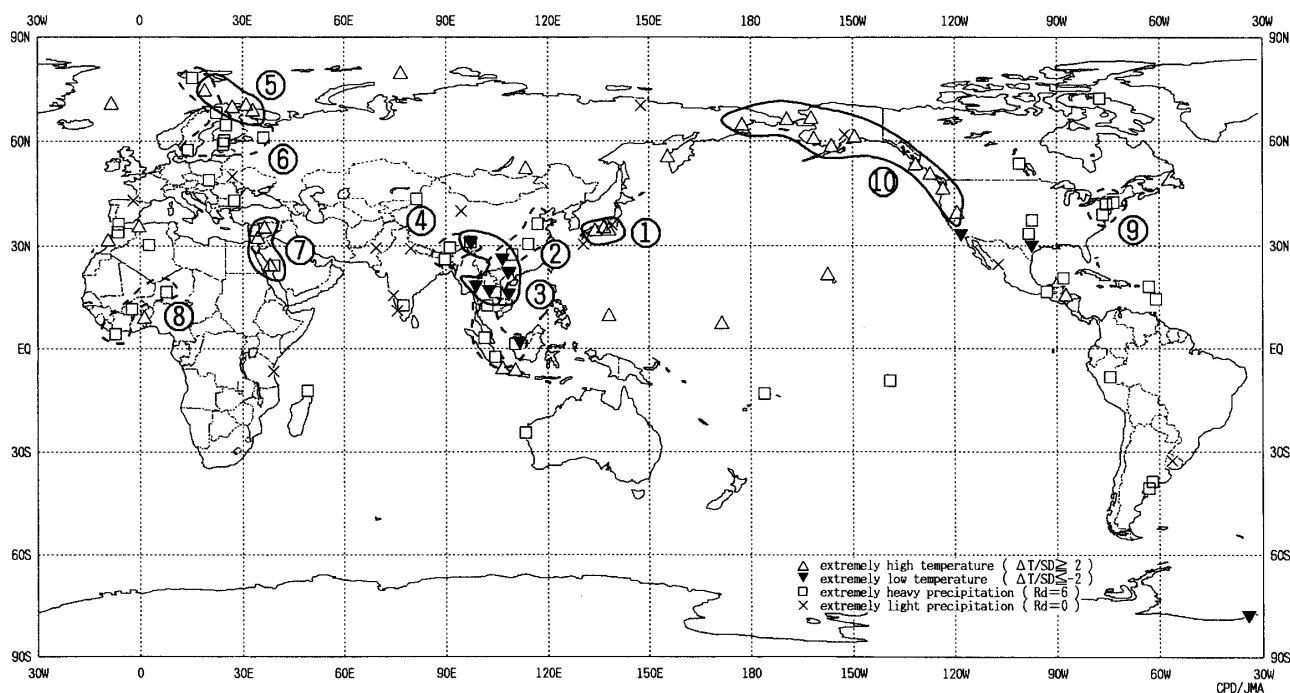 30W 0 30E 60E 90E 120E 150E 180 150W 120W 90W 60W 30W
90N 90N
⑤
60N 60N
⑥
⑩
④ ① ⑨
30N ⑦ ② 30N
③
⑧
EQ EQ
30S 30S
60S 60S
△ extremely high temperature ( △T/SD≧ 2 )
▼ extremely low temperature ( △T/SD≦-2 )
□ extremely heavy precipitation ( Rd=6 )
× extremely light precipitation ( Rd=0 )
90S 90S
30W 0 30E 60E 90E 120E 150E 180 150W 120W 90W 60W 30W
CPD/JMA